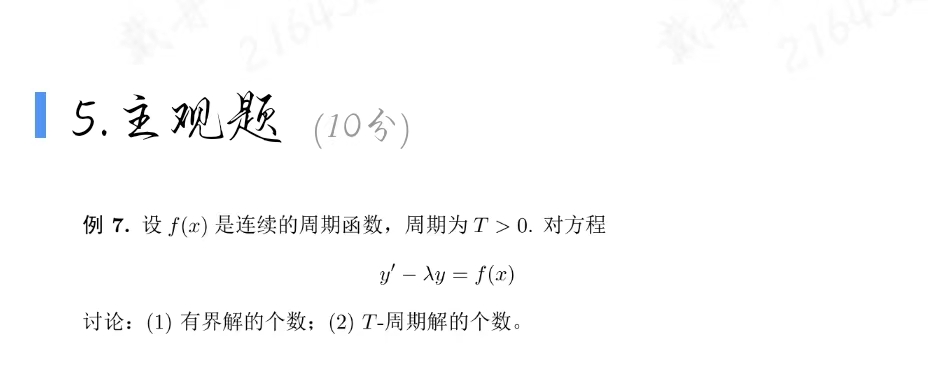 5.主观题 (10分)
例 7. 设 f(x) 是连续的周期函数，周期为 T > 0. 对方程
y′ − λy = f(x)
讨论：(1) 有界解的个数；(2) T-周期解的个数。